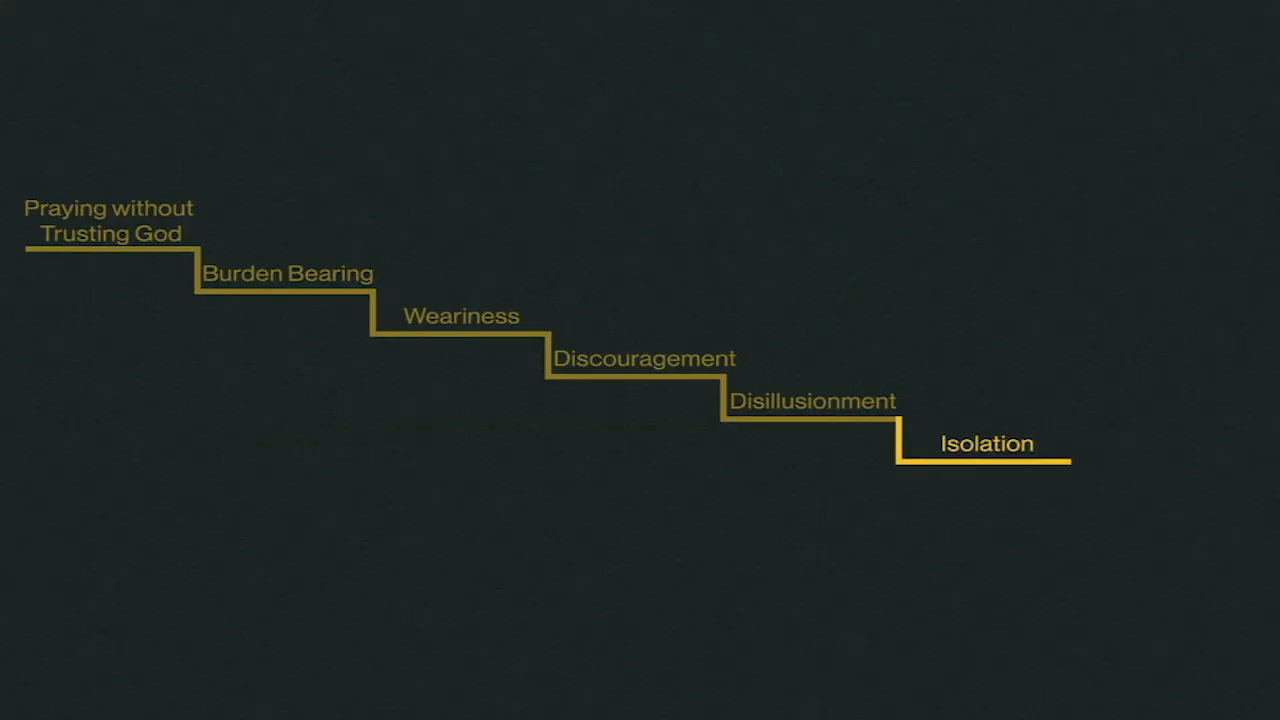 Praying without
Trusting God
Burden Bearing
Weariness
Discouragement
Disillusionment
Isolation